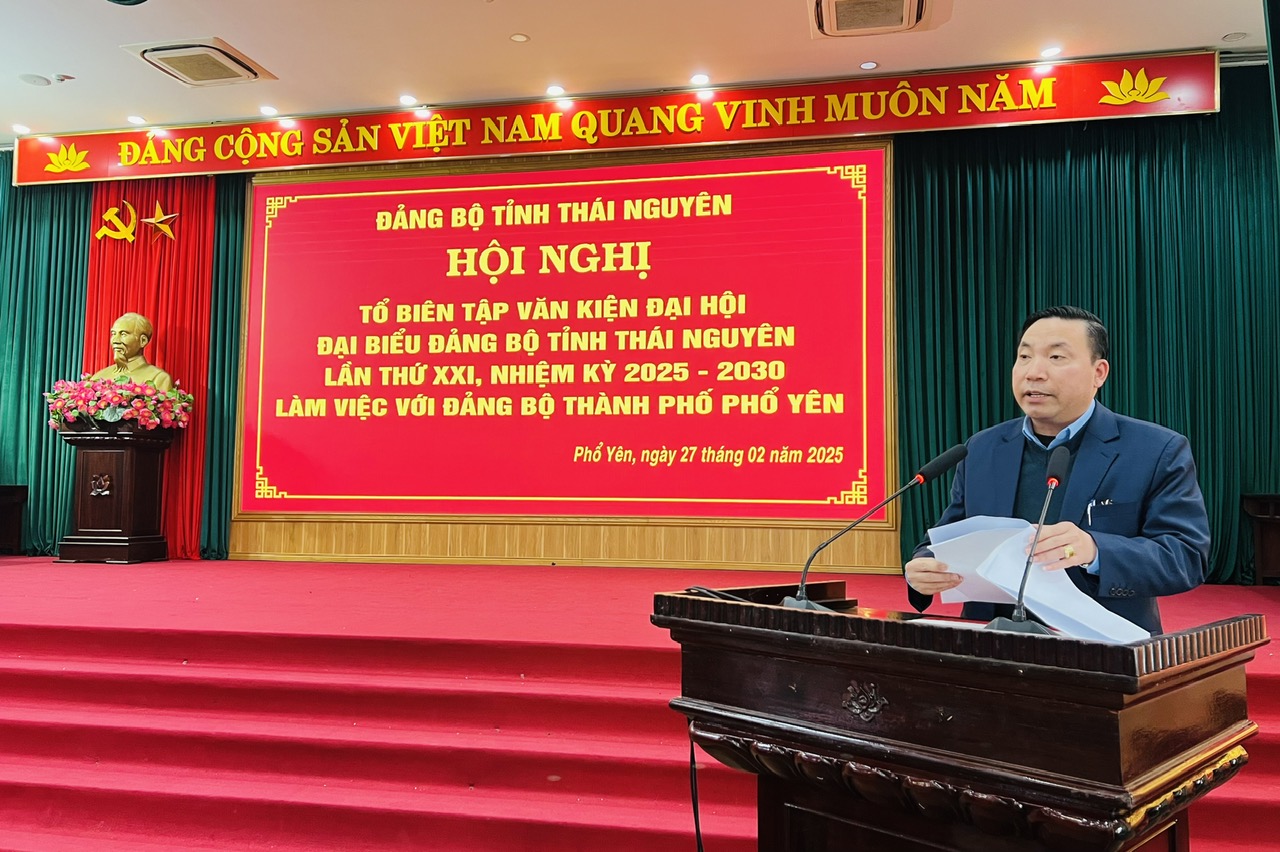 ĐẢNG CỘNG SẢN VIỆT NAM QUANG VINH MUÔN NĂM
ĐẢNG BỘ TỈNH THÁI NGUYÊN
HỘI NGHỊ
TỔ BIÊN TẬP VĂN KIỆN ĐẠI HỘI
ĐẠI BIỂU ĐẢNG BỘ TỈNH THÁI NGUYÊN
LẦN THỨ XXI, NHIỆM KỲ 2025 - 2030
LÀM VIỆC VỚI ĐẢNG BỘ THÀNH PHỐ PHỔ YÊN
Phổ Yên, ngày 27 tháng 02 năm 2025